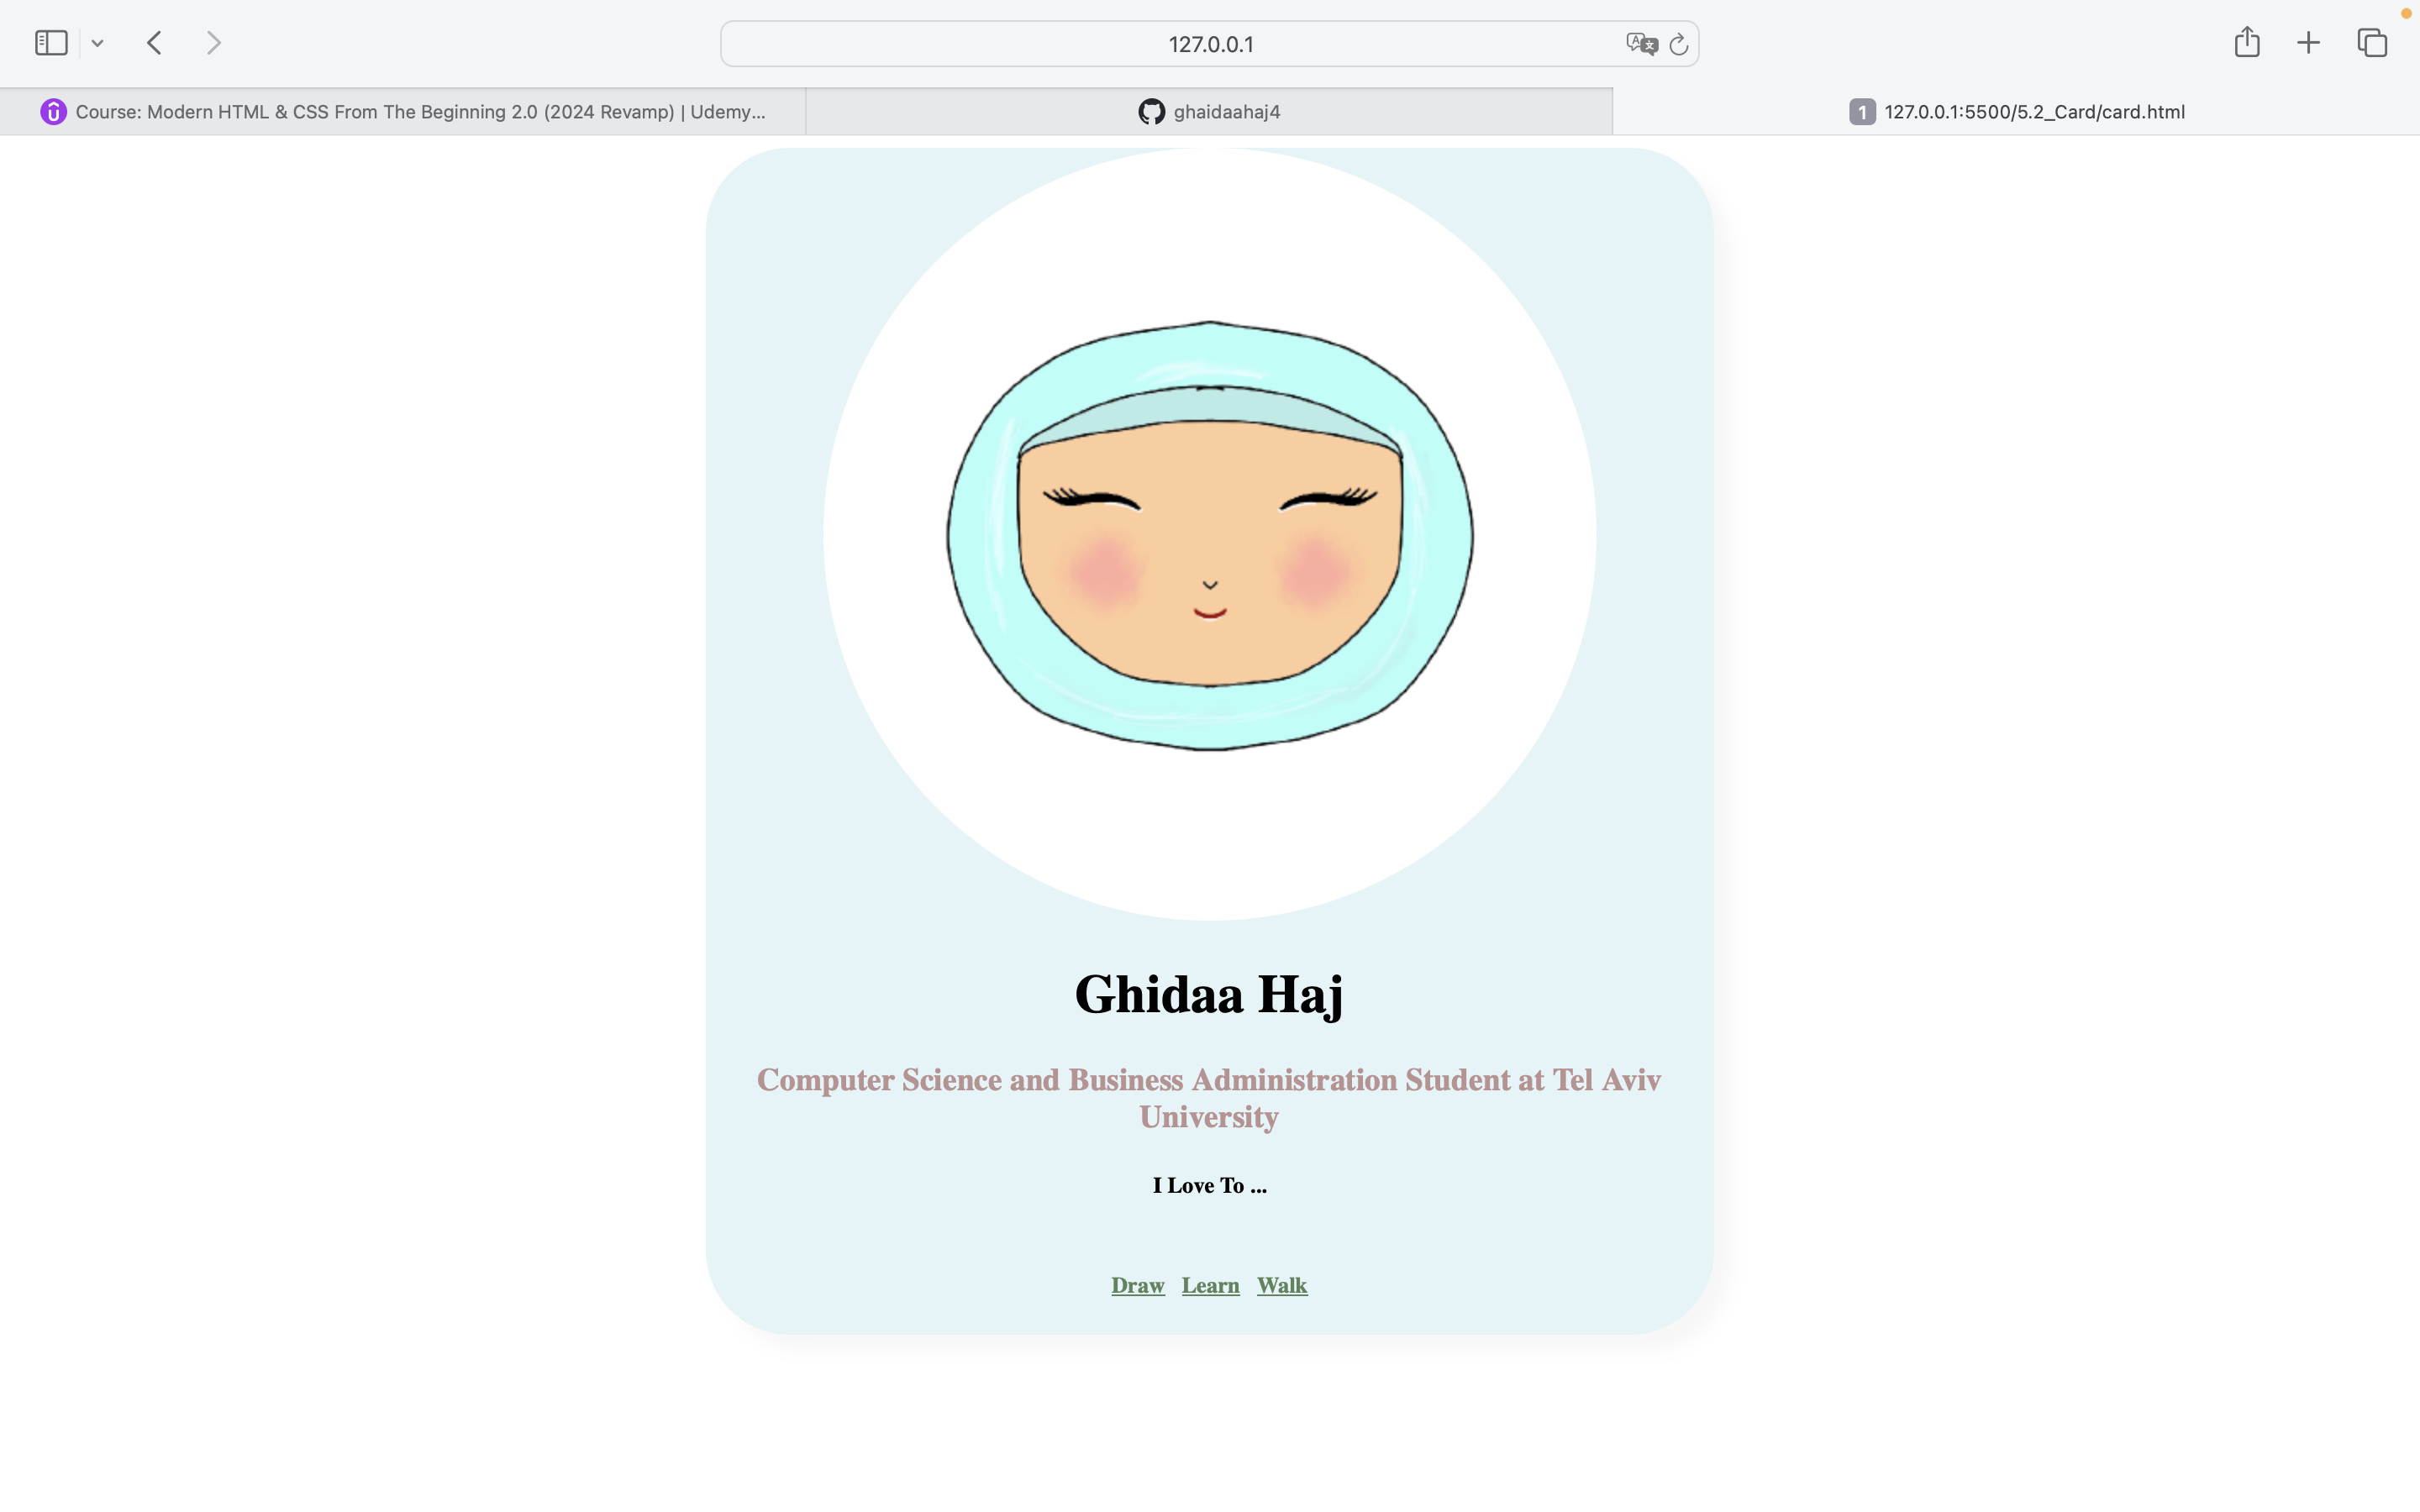 127.0.0.1
Course: Modern HTML & CSS From The Beginning 2.0 (2024 Revamp) | Udemy...
ghaidaahaj4
1 127.0.0.1:5500/5.2_Card/card.html
Ghidaa Haj
Computer Science and Business Administration Student at Tel Aviv
University
I Love To ...
Draw Learn Walk